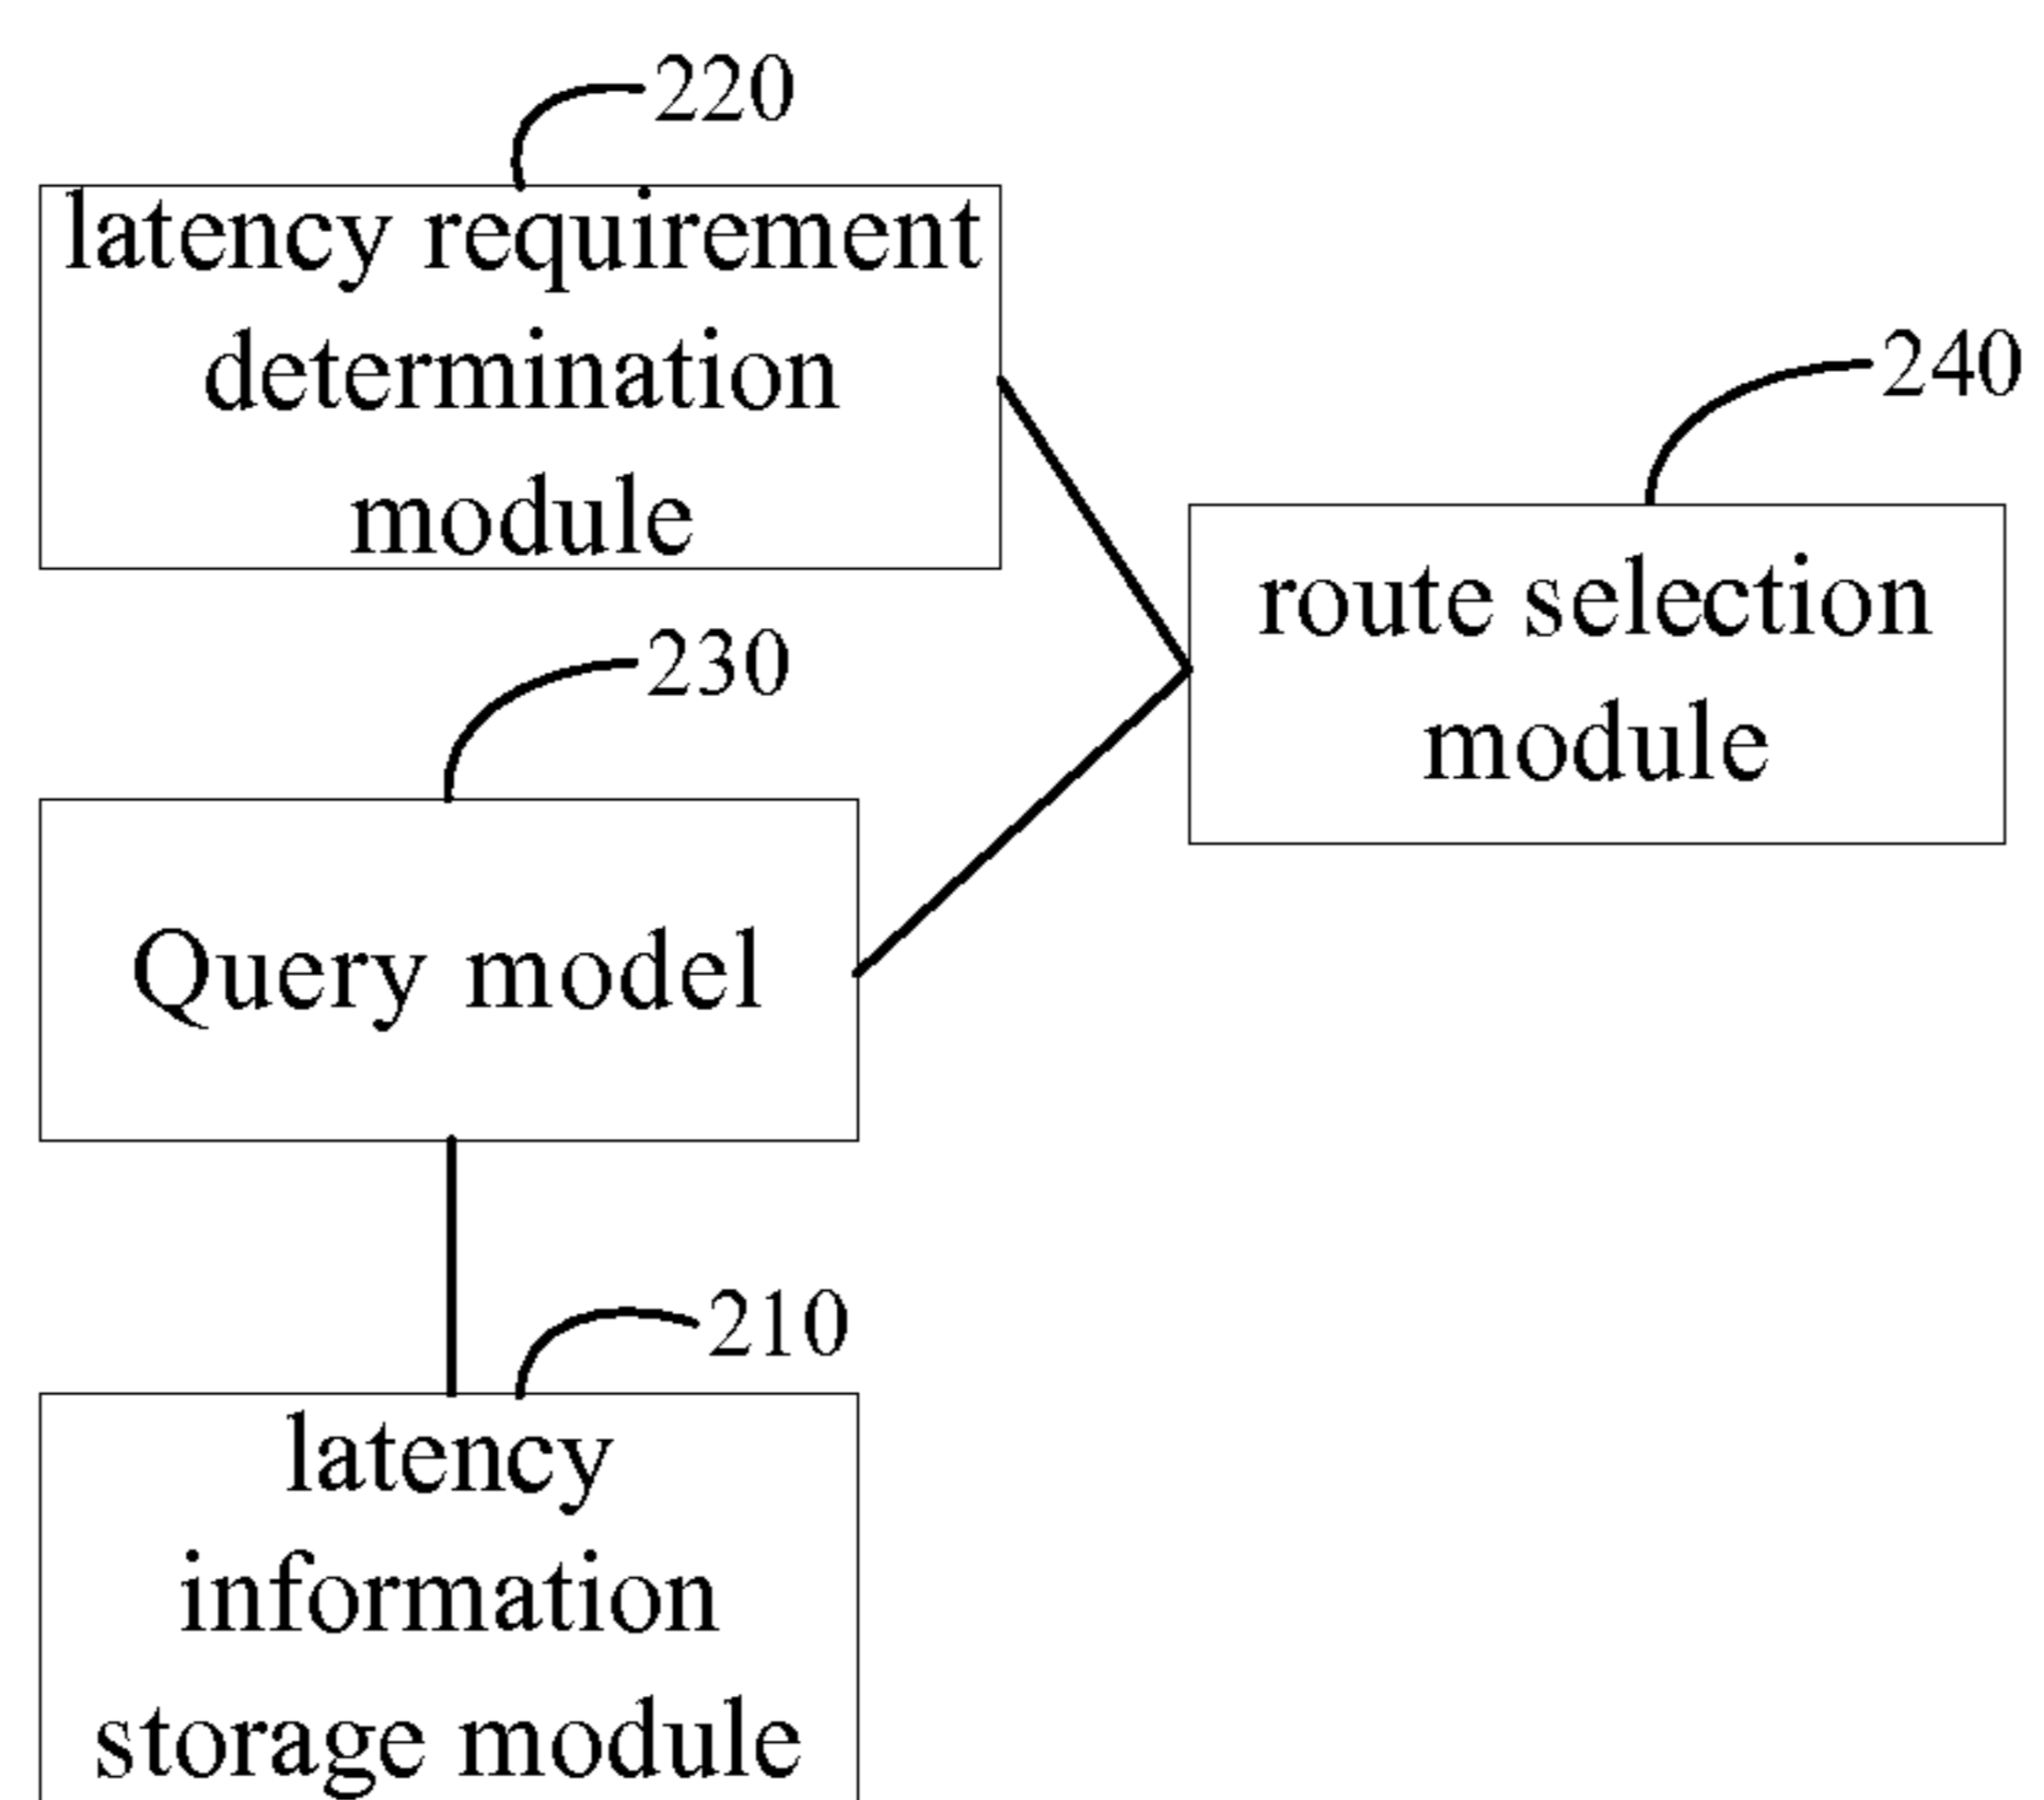 220
latency requirement
determination
module
240
route selection
module
230
Query model
210
latency
information
storage module